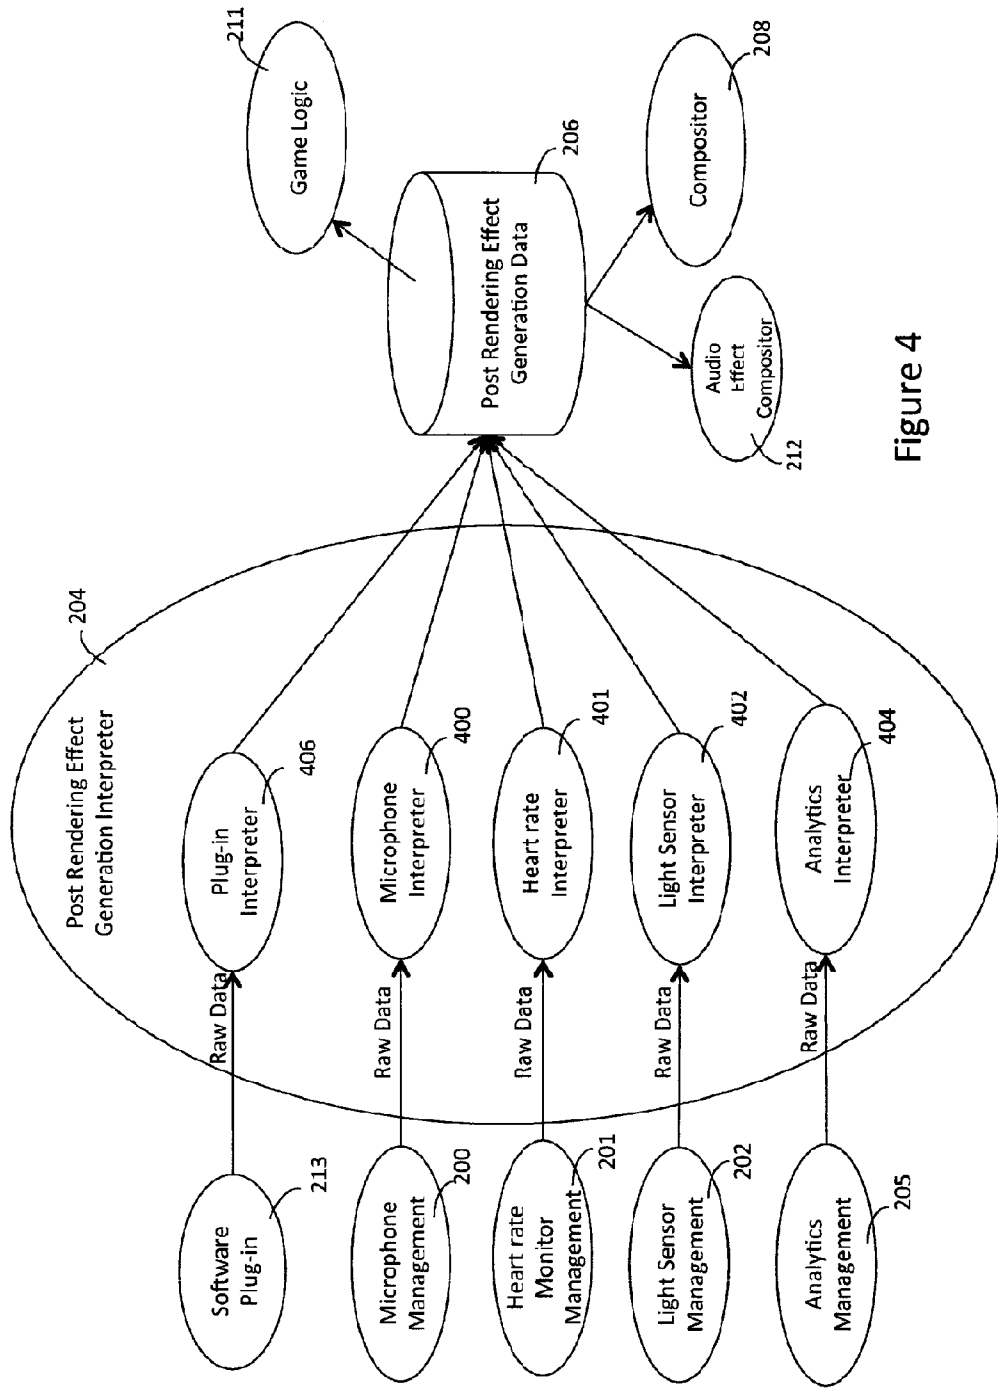 Post Rendering Effect
Generation Interpreter
204
Software
Plug-in
213
Raw Data
Plug-in
Interpreter
406
Microphone
Management
200
Raw Data
Microphone
Interpreter
400
Heart rate
Monitor
Management
201
Raw Data
Heart rate
Interpreter
401
Light Sensor
Management
202
Raw Data
Light Sensor
Interpreter
402
Analytics
Management
205
Raw Data
Analytics
Interpreter
404
Post Rendering Effect
Generation Data
206
Game Logic
211
Audio
Effect
Compositor
212
Compositor
208
Figure 4